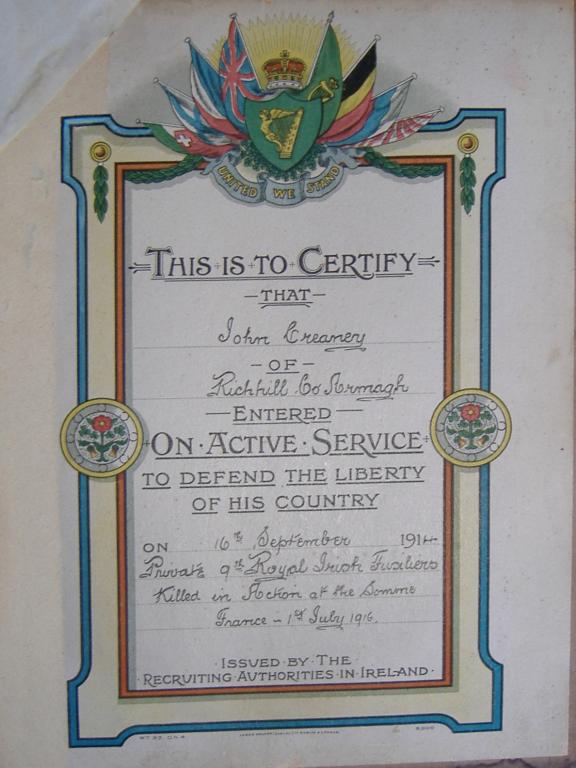 UNITED WE STAND
THIS IS TO CERTIFY
THAT
John Creaney
OF
Richhill Co Armagh
ENTERED
ON · ACTIVE · SERVICE
TO DEFEND THE LIBERTY
OF HIS COUNTRY
ON 16th September 1914
Private 9th Royal Irish Fusiliers
Killed in Action at the Somme
France - 1st July 1916.
· ISSUED · BY · THE ·
· RECRUITING AUTHORITIES · IN · IRELAND ·